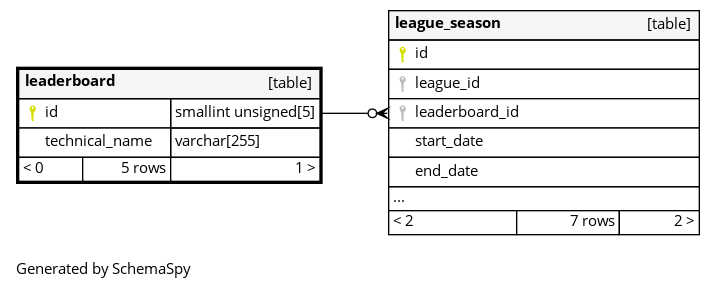 leaderboard [table]
id smallint unsigned[5]
technical_name varchar[255]
< 0 5 rows 1 >
league_season [table]
id
league_id
leaderboard_id
start_date
end_date
...
< 2 7 rows 2 >
Generated by SchemaSpy